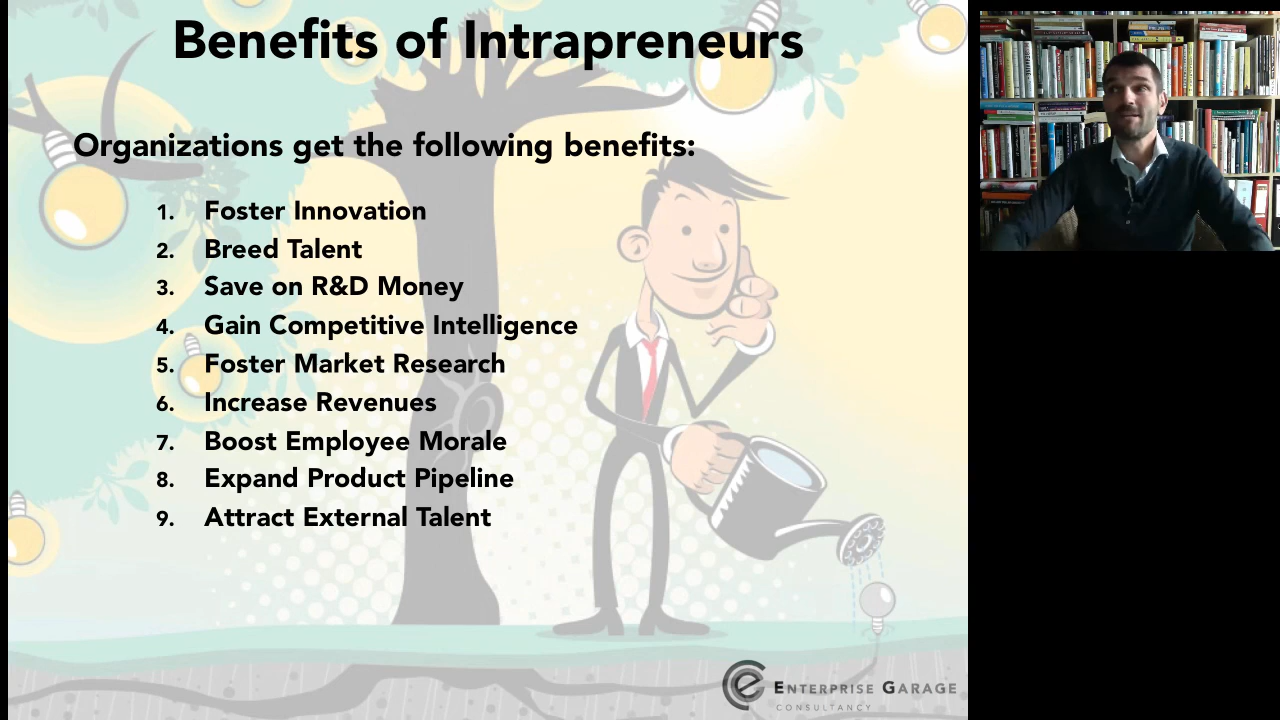 Benefits of Intrapreneurs
Organizations get the following benefits:
1. Foster Innovation
2. Breed Talent
3. Save on R&D Money
4. Gain Competitive Intelligence
5. Foster Market Research
6. Increase Revenues
7. Boost Employee Morale
8. Expand Product Pipeline
9. Attract External Talent
ENTERPRISE GARAGE
CONSULTANCY